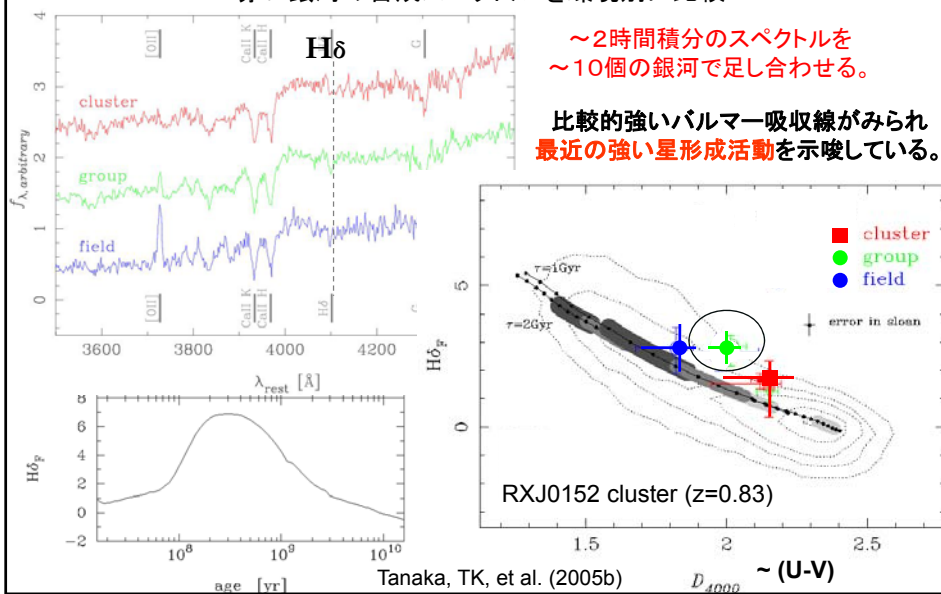 [OII]
CaII K
CaII H
Hδ
G
cluster
group
field
f λ, arbitrary
4
3
2
1
0
[OII]
CaII K
CaII H
Hδ
3600
3800
4000
4200
λ rest [Å]
~2時間積分のスペクトルを
~10個の銀河で足し合わせる。
比較的強いバルマー吸収線がみられ
最近の強い星形成活動を示唆している。
HδF
8
6
4
2
0
-2
10^8
10^9
10^10
age [yr]
HδF
5
0
τ=1Gyr
τ=2Gyr
cluster
group
field
error in sloan
RXJ0152 cluster (z=0.83)
1.5
2
2.5
D4000
~ (U-V)
Tanaka, TK, et al. (2005b)